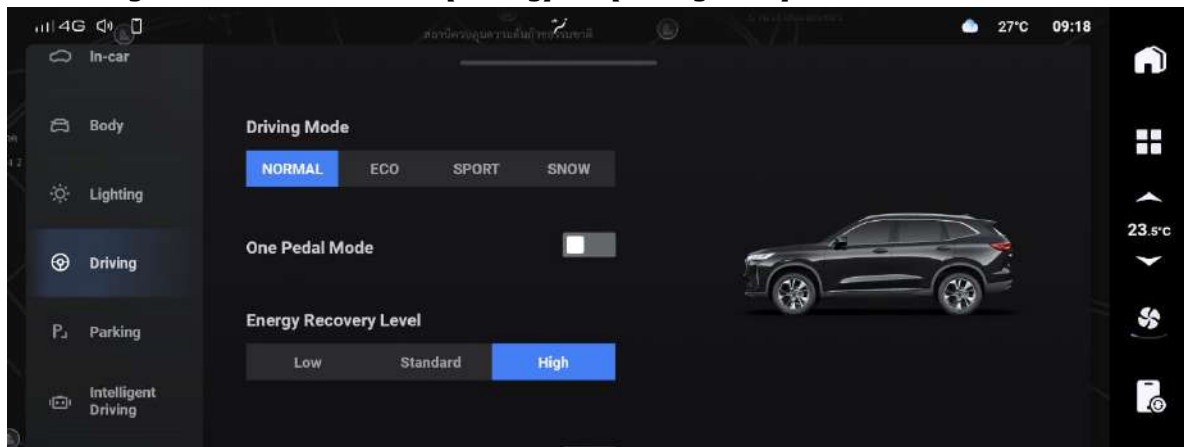 4G
27°C
09:18
In-car
Body
Lighting
Driving
Parking
Intelligent
Driving
Driving Mode
NORMAL
ECO
SPORT
SNOW
One Pedal Mode
Energy Recovery Level
Low
Standard
High
23.5°C